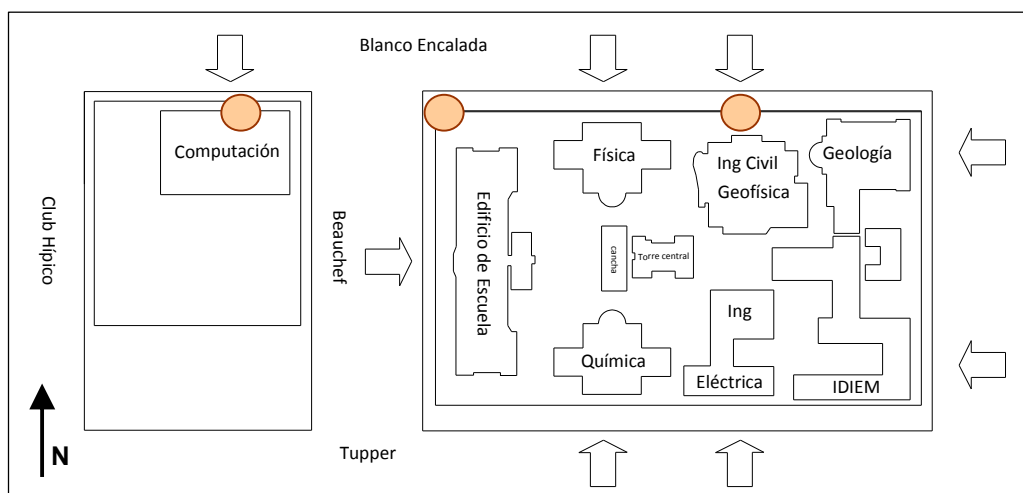 Blanco Encalada
Computación
Física
Ing Civil
Geofísica
Geología
Club Hípico
Beauchef
Edificio de Escuela
cancha
Torre central
Ing
Eléctrica
Química
IDIEM
N
Tupper